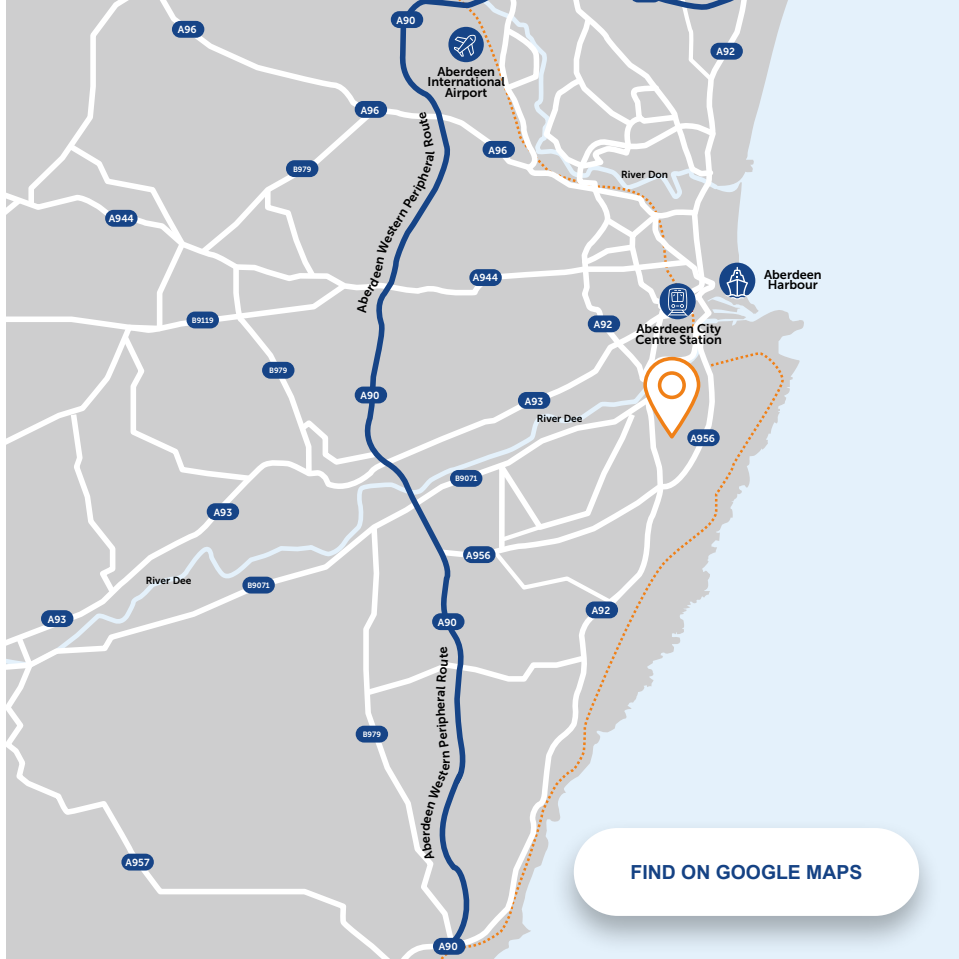 A90
A96
A92
Aberdeen
International
Airport
A96
A96
Aberdeen Western Peripheral Route
B979
River Don
A944
A944
Aberdeen
Harbour
B9119
A92
Aberdeen City
Centre Station
B979
A90
A93
River Dee
A956
B9071
A93
A956
River Dee
B9071
A93
A92
A90
Aberdeen Western Peripheral Route
B979
A957
FIND ON GOOGLE MAPS
A90